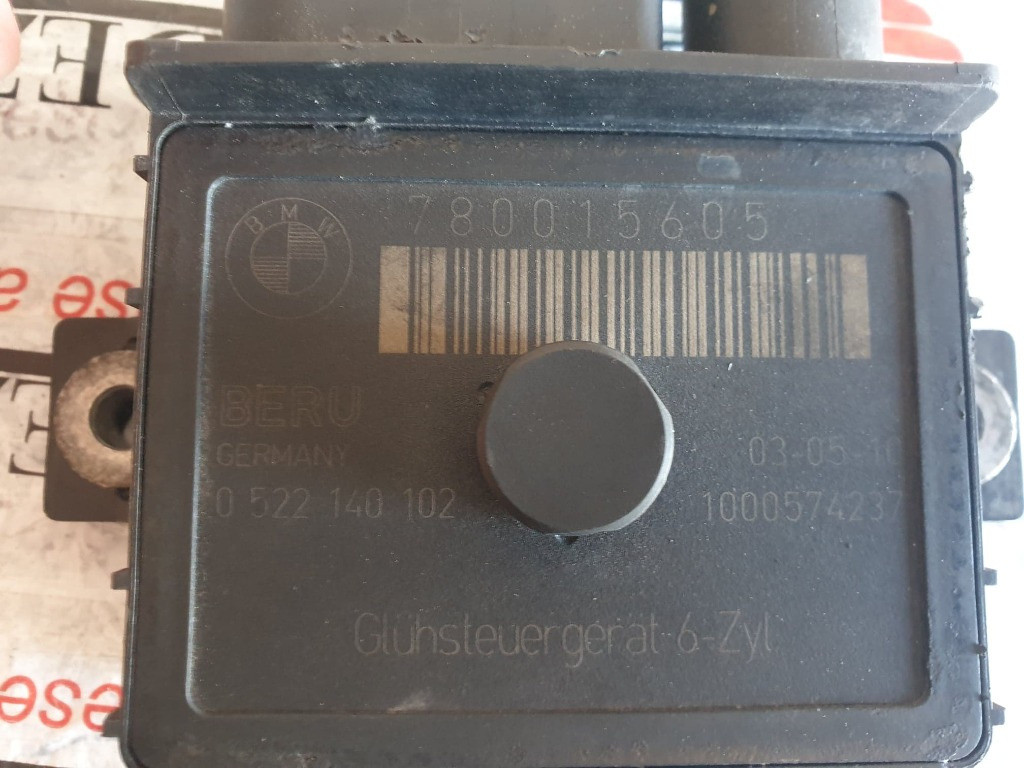 BMW
780015605
BERU
GERMANY
03-05-10
0 522 140 102
1000574237
Glühsteuergerät 6-Zyl